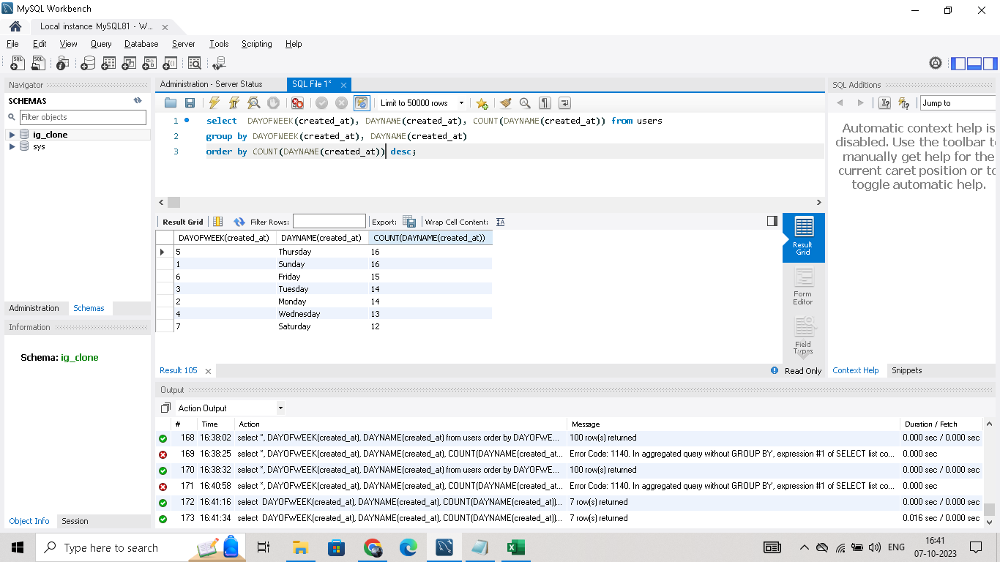 MySQL Workbench
Local instance MySQL81 - W...
File Edit View Query Database Server Tools Scripting Help
Navigator
SCHEMAS
Filter objects
ig_clone
sys
Administration Schemas
Information
Schema: ig_clone
Object Info Session
Administration - Server Status SQL File 1*
Limit to 50000 rows
1 select DAYOFWEEK(created_at), DAYNAME(created_at), COUNT(DAYNAME(created_at)) from users
2 group by DAYOFWEEK(created_at), DAYNAME(created_at)
3 order by COUNT(DAYNAME(created_at)) desc;
Result Grid Filter Rows: Export: Wrap Cell Content:
DAYOFWEEK(created_at) DAYNAME(created_at) COUNT(DAYNAME(created_at))
5 Thursday 16
1 Sunday 16
6 Friday 15
3 Tuesday 14
2 Monday 14
4 Wednesday 13
7 Saturday 12
Result
Grid
Form
Editor
Field
Types
Result 105
Read Only
SQL Additions
Jump to
Automatic context help is
disabled. Use the toolbar to
manually get help for the
current caret position or to
toggle automatic help.
Context Help Snippets
Output
Action Output
# Time Action Message Duration / Fetch
168 16:38:02 select *, DAYOFWEEK(created_at), DAYNAME(created_at) from users order by DAYOFWE... 100 row(s) returned 0.000 sec / 0.000 sec
169 16:38:25 select *, DAYOFWEEK(created_at), DAYNAME(created_at), COUNT(DAYNAME(created_at... Error Code: 1140. In aggregated query without GROUP BY, expression #1 of SELECT list co... 0.000 sec
170 16:38:32 select *, DAYOFWEEK(created_at), DAYNAME(created_at) from users order by DAYOFWE... 100 row(s) returned 0.000 sec / 0.000 sec
171 16:40:58 select *, DAYOFWEEK(created_at), DAYNAME(created_at), COUNT(DAYNAME(created_at... Error Code: 1140. In aggregated query without GROUP BY, expression #1 of SELECT list co... 0.000 sec
172 16:41:16 select DAYOFWEEK(created_at), DAYNAME(created_at), COUNT(DAYNAME(created_at))... 7 row(s) returned 0.000 sec / 0.000 sec
173 16:41:34 select DAYOFWEEK(created_at), DAYNAME(created_at), COUNT(DAYNAME(created_at))... 7 row(s) returned 0.016 sec / 0.000 sec
Type here to search
ENG
16:41
07-10-2023